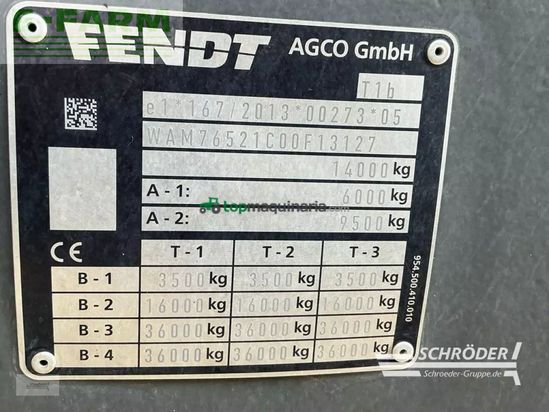 C-FARM
FENDT AGCO GmbH
T1b
e1*167/2013*00273*05
WAM76521C00F13127
14000 kg
A - 1: 6000 kg
A - 2: 9500 kg
topmaquinaria.com
CE T - 1 T - 2 T - 3
B - 1 3500 kg 3500 kg 3500 kg
B - 2 16000 kg 16000 kg 16000 kg
B - 3 36000 kg 36000 kg 36000 kg
B - 4 36000 kg 36000 kg 36000 kg
954.500.410.010
SCHRÖDER
Schroeder-Gruppe.de